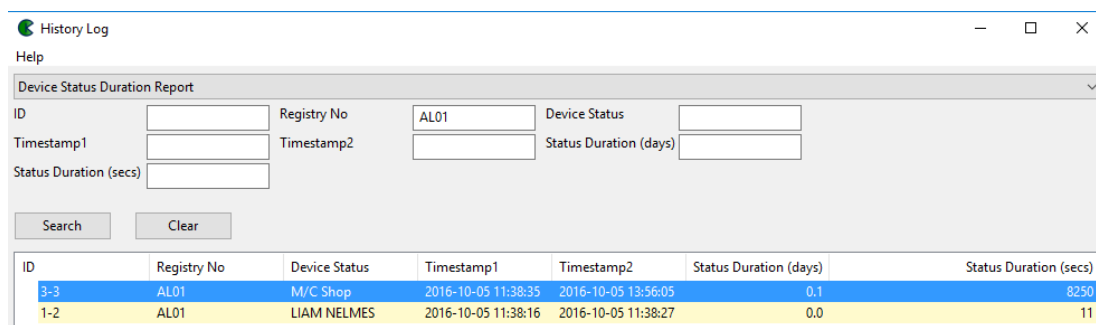 History Log
Help
Device Status Duration Report
ID Registry No AL01 Device Status
Timestamp1 Timestamp2 Status Duration (days)
Status Duration (secs)
Search Clear
ID Registry No Device Status Timestamp1 Timestamp2 Status Duration (days) Status Duration (secs)
3-3 AL01 M/C Shop 2016-10-05 11:38:35 2016-10-05 13:56:05 0.1 8250
1-2 AL01 LIAM NELMES 2016-10-05 11:38:16 2016-10-05 11:38:27 0.0 11